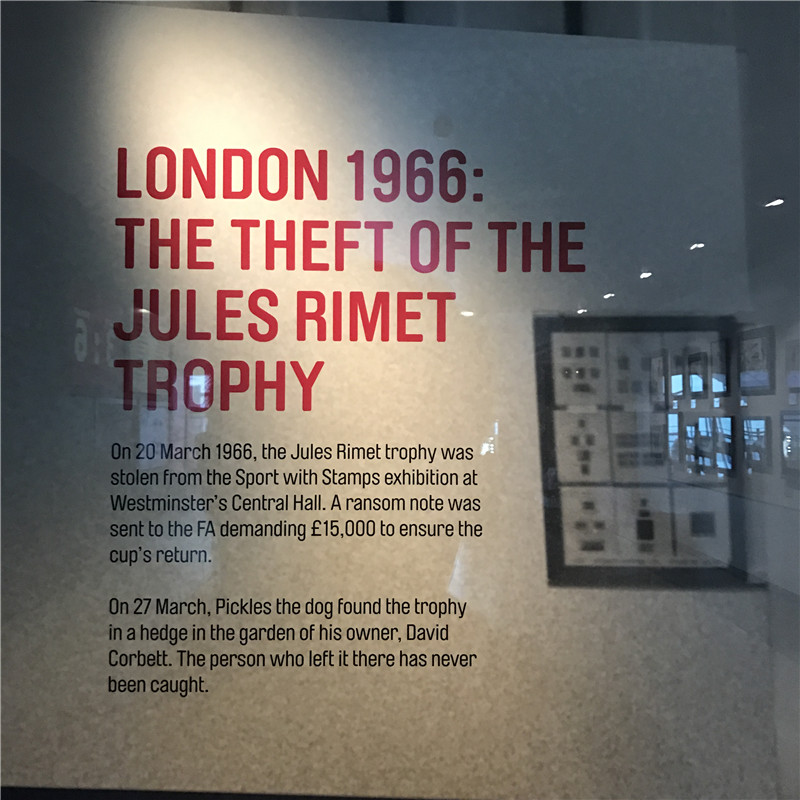 LONDON 1966:
THE THEFT OF THE
JULES RIMET
TROPHY
On 20 March 1966, the Jules Rimet trophy was
stolen from the Sport with Stamps exhibition at
Westminster's Central Hall. A ransom note was
sent to the FA demanding £15,000 to ensure the
cup's return.
On 27 March, Pickles the dog found the trophy
in a hedge in the garden of his owner, David
Corbett. The person who left it there has never
been caught.